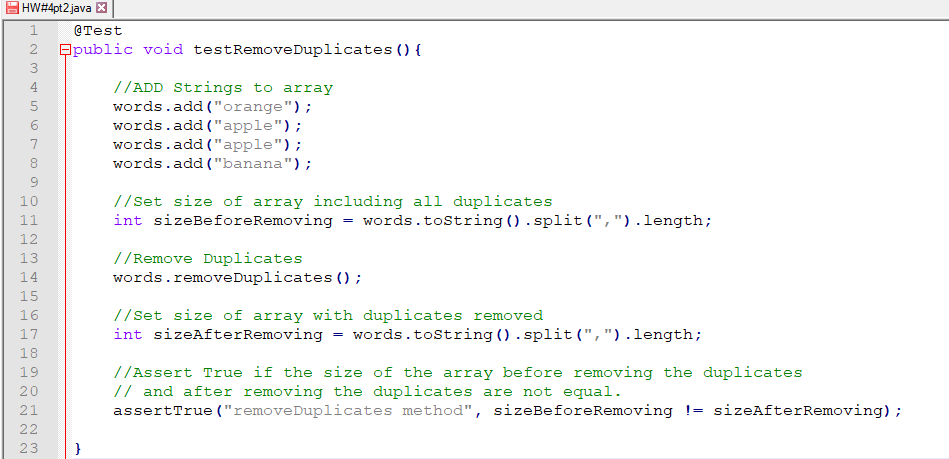 HW#4pt2.java
1 @Test
2 public void testRemoveDuplicates(){
3
4 //ADD Strings to array
5 words.add("orange");
6 words.add("apple");
7 words.add("apple");
8 words.add("banana");
9
10 //Set size of array including all duplicates
11 int sizeBeforeRemoving = words.toString().split(",").length;
12
13 //Remove Duplicates
14 words.removeDuplicates();
15
16 //Set size of array with duplicates removed
17 int sizeAfterRemoving = words.toString().split(",").length;
18
19 //Assert True if the size of the array before removing the duplicates
20 // and after removing the duplicates are not equal.
21 assertTrue("removeDuplicates method", sizeBeforeRemoving != sizeAfterRemoving);
22
23 }